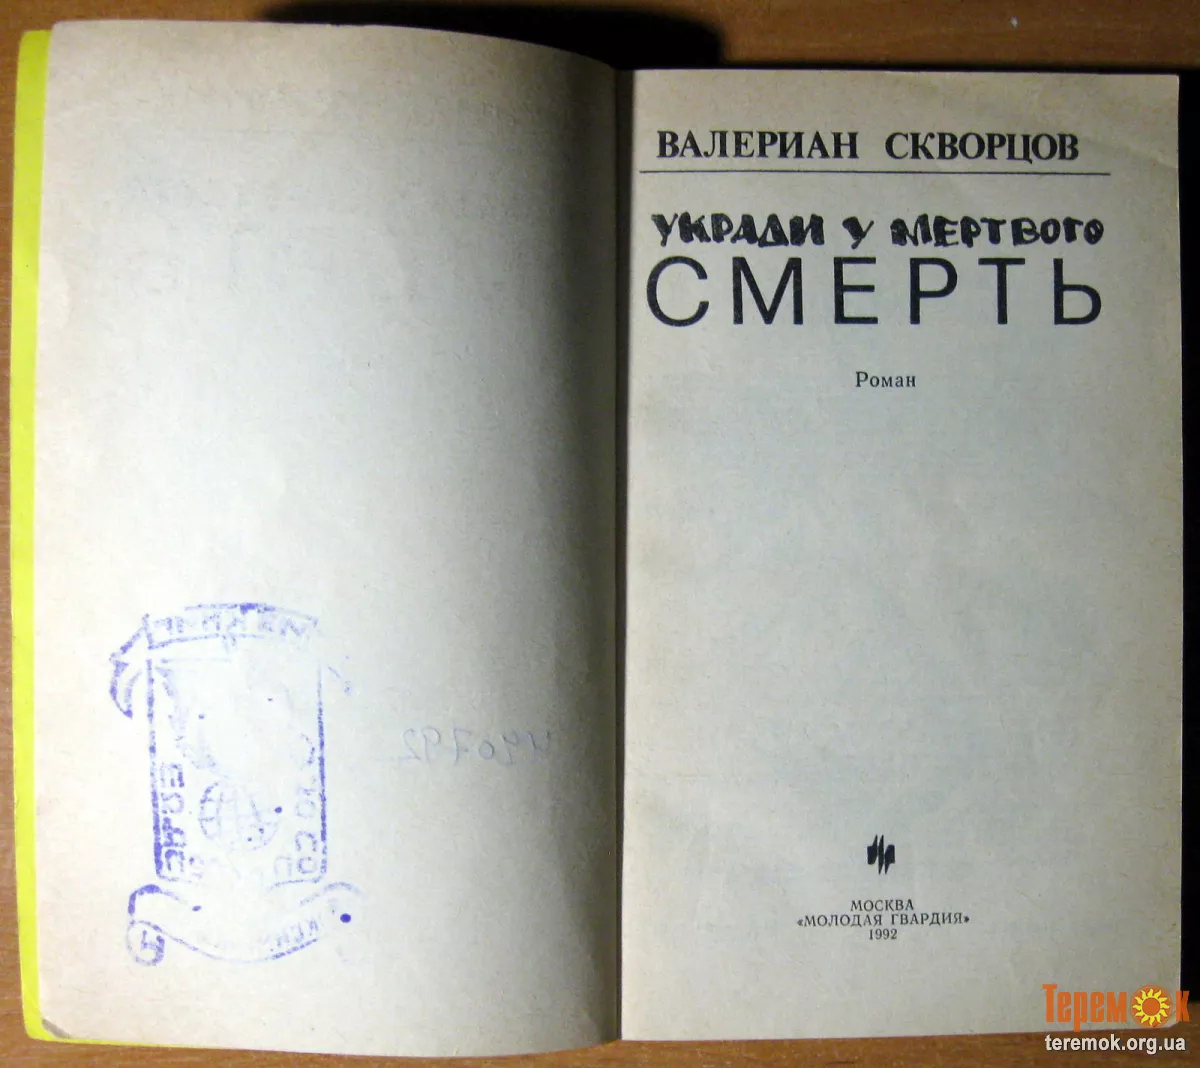 ВАЛЕРИАН СКВОРЦОВ
УКРАДИ У МЕРТВОГО
СМЕРТЬ
Роман
МОСКВА
«МОЛОДАЯ ГВАРДИЯ»
1992
ТеремОк
teremok.org.ua